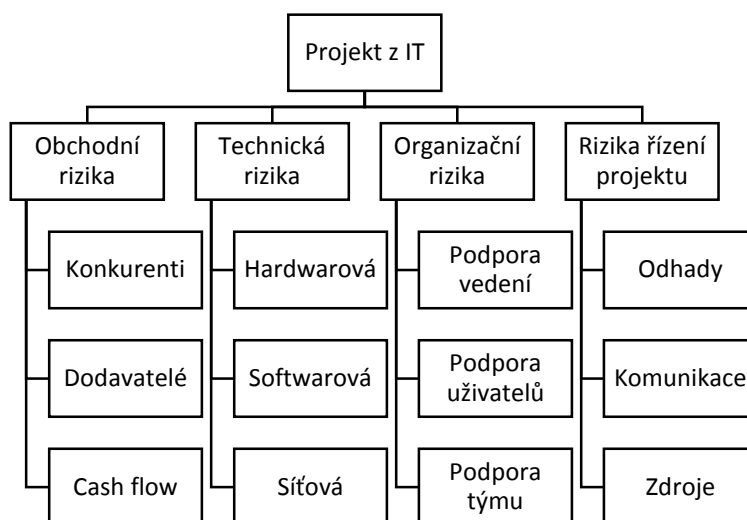 Projekt z IT
Obchodní
rizika
Technická
rizika
Organizační
rizika
Rizika řízení
projektu
Konkurenti
Hardwarová
Podpora
vedení
Odhady
Dodavatelé
Softwarová
Podpora
uživatelů
Komunikace
Cash flow
Síťová
Podpora
týmu
Zdroje